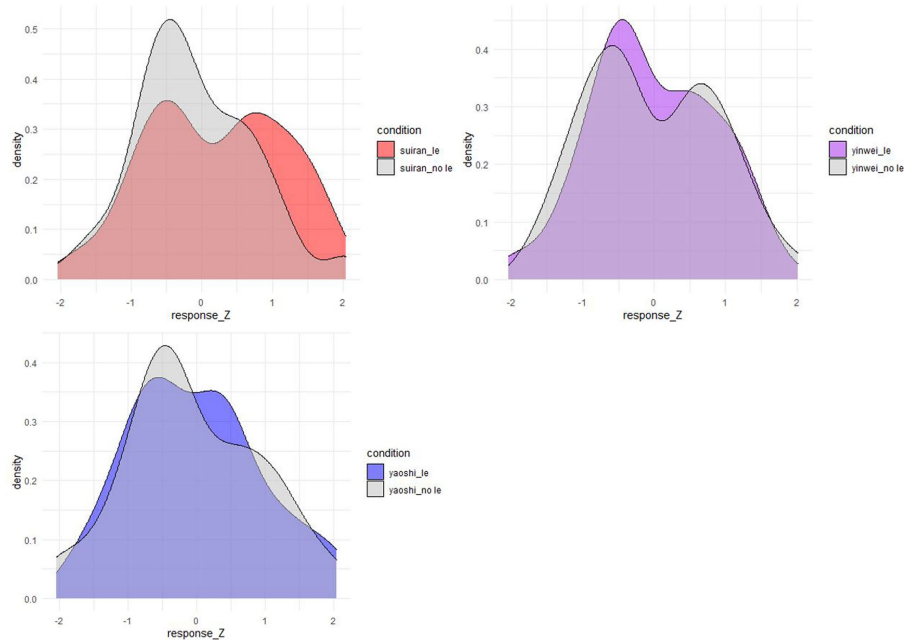 0.5
0.4
0.3
0.2
0.1
0.0
density
-2
-1
0
1
2
response_Z
condition
suiran_le
suiran_no le
0.4
0.3
0.2
0.1
0.0
density
-2
-1
0
1
2
response_Z
condition
yinwei_le
yinwei_no le
0.4
0.3
0.2
0.1
0.0
density
-2
-1
0
1
2
response_Z
condition
yaoshi_le
yaoshi_no le